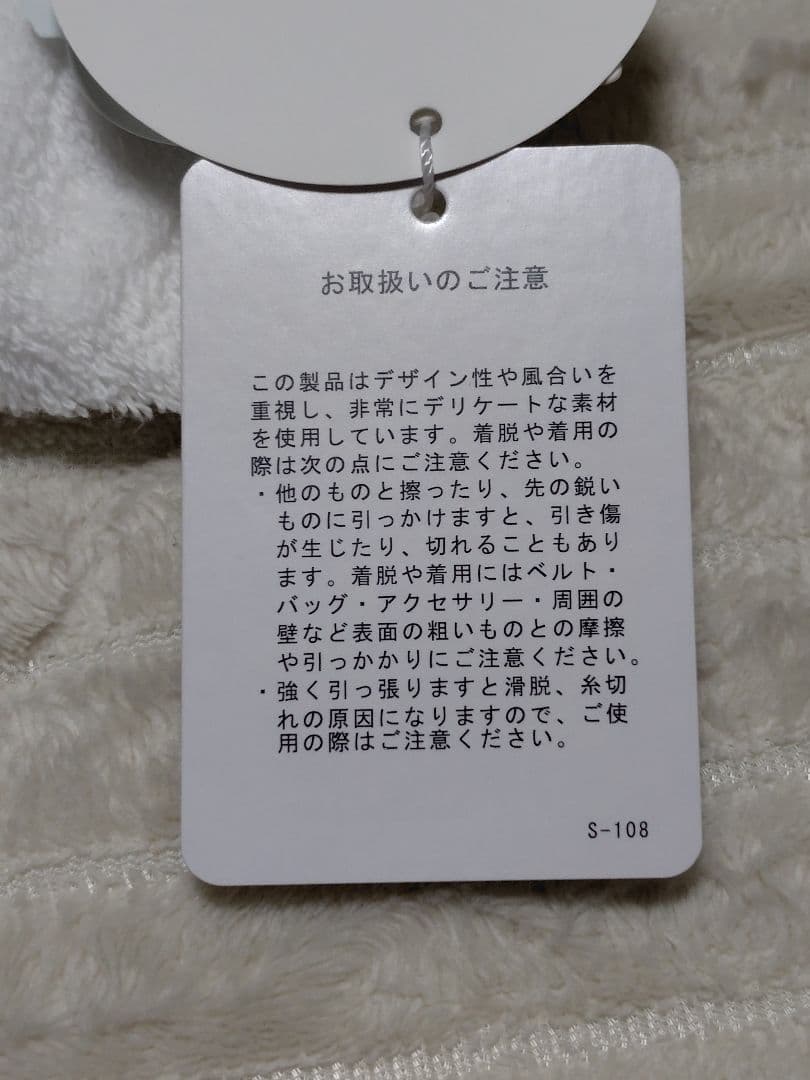 お取扱いのご注意
この製品はデザイン性や風合いを
重視し、非常にデリケートな素材
を使用しています。着脱や着用の
際は次の点にご注意ください。
・他のものと擦ったり、先の鋭い
ものに引っかけますと、引き傷
が生じたり、切れることもあり
ます。着脱や着用にはベルト・
バッグ・アクセサリー・周囲の
壁など表面の粗いものとの摩擦
や引っかかりにご注意ください。
・強く引っ張りますと滑脱、糸切
れの原因になりますので、ご使
用の際はご注意ください。
S-108